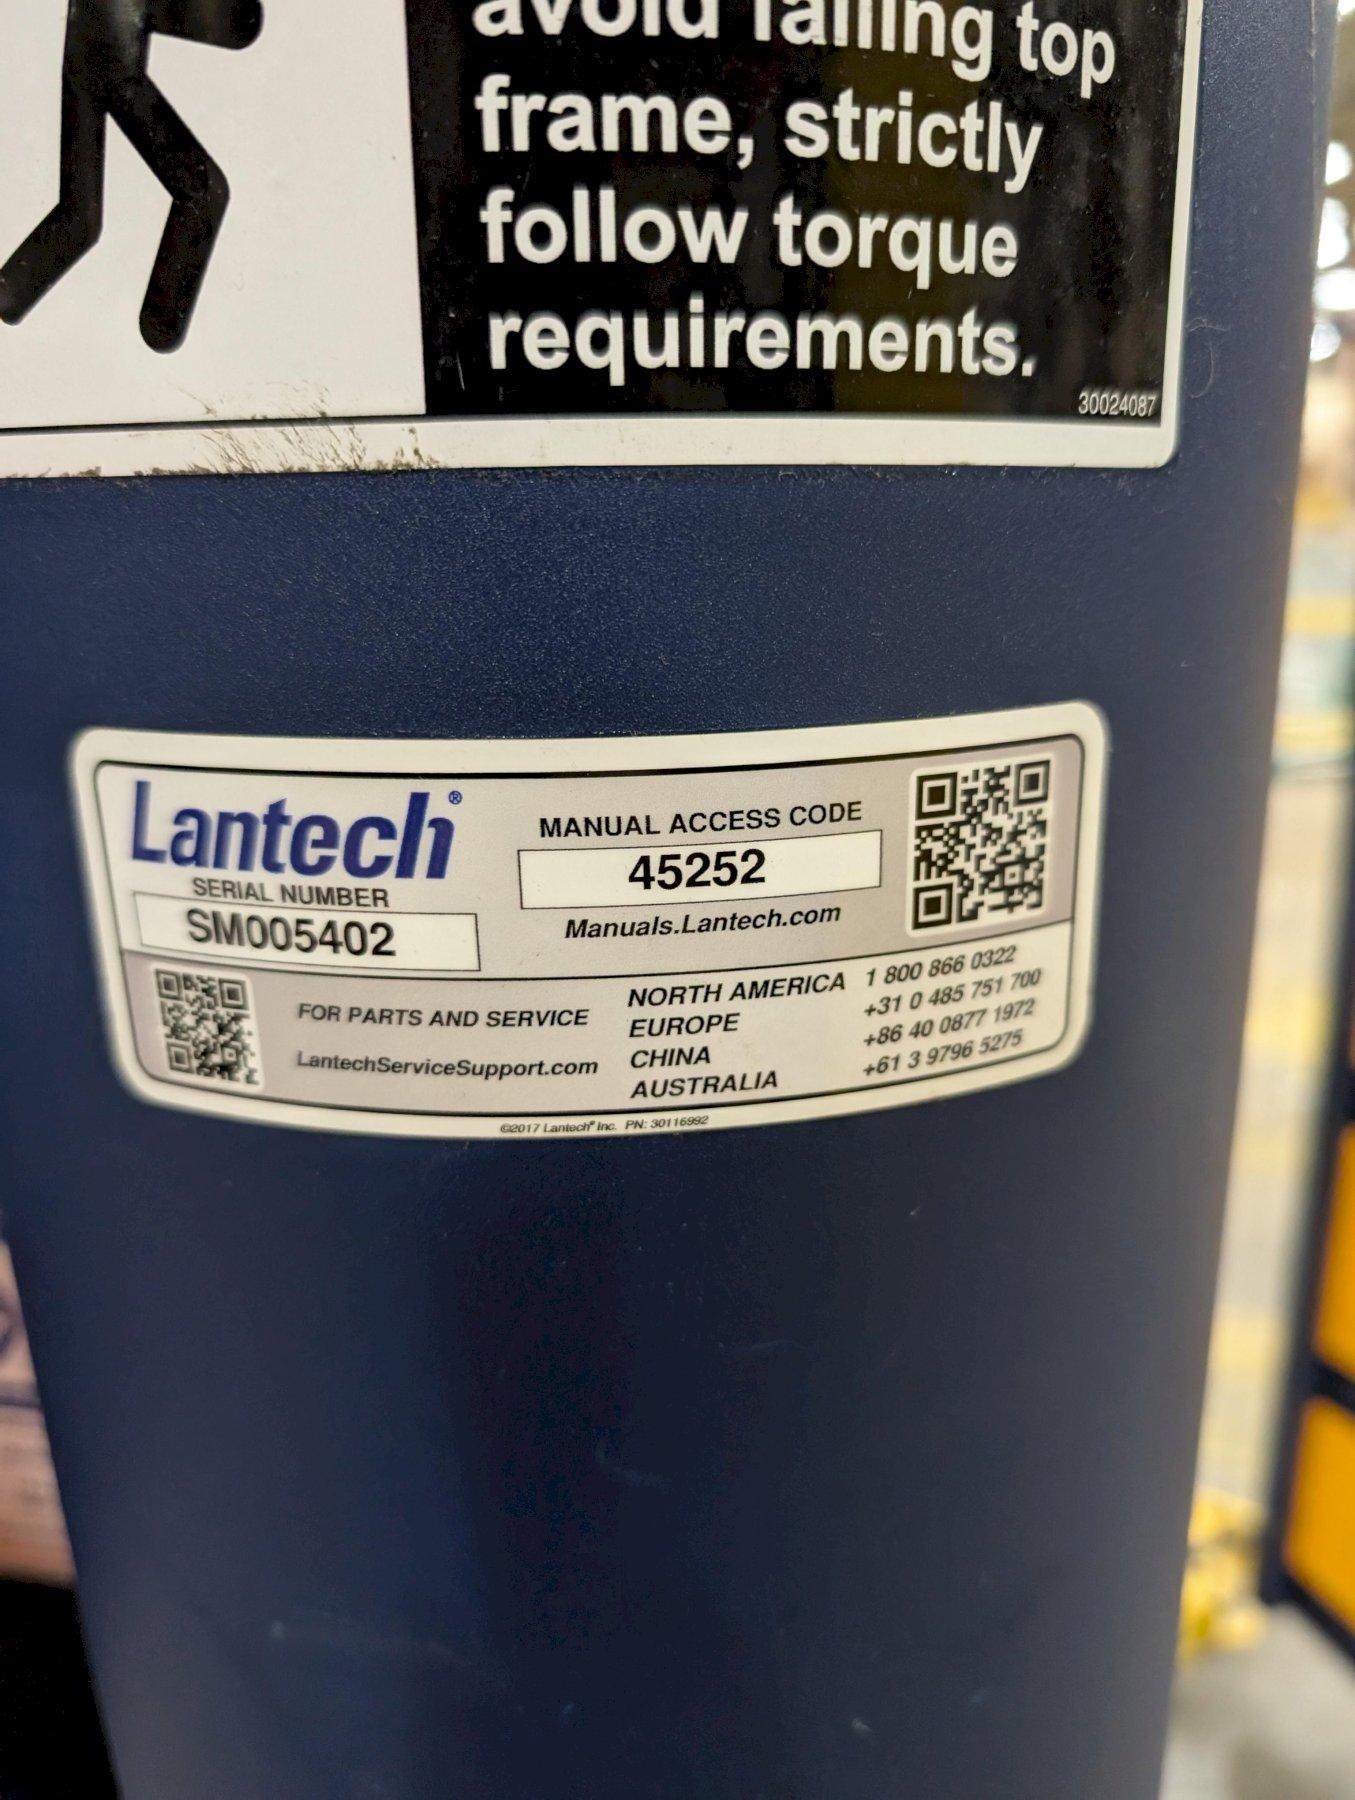 avoid falling top
frame, strictly
follow torque
requirements.
30024087
Lantech®
SERIAL NUMBER
SM005402
MANUAL ACCESS CODE
45252
Manuals.Lantech.com
FOR PARTS AND SERVICE
LantechServiceSupport.com
NORTH AMERICA 1 800 866 0322
EUROPE +31 0 485 751 700
CHINA +86 40 0877 1972
AUSTRALIA +61 3 9796 5275
©2017 Lantech® Inc. PN: 30116992